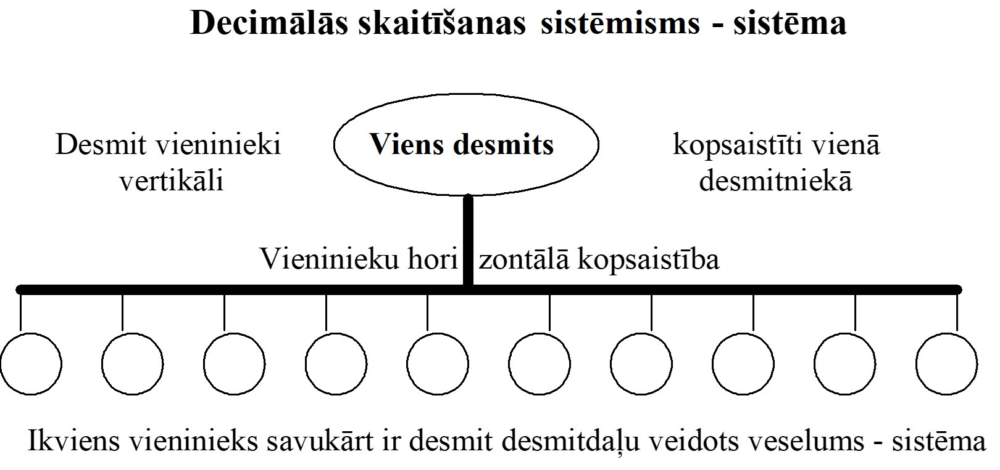 Decimālās skaitīšanas sistēmisms - sistēma
Desmit vieninieki
vertikāli
Viens desmits
kopsaistīti vienā
desmitniekā
Vieninieku hori zontālā kopsaistība
Ikviens vieninieks savukārt ir desmit desmitdaļu veidots veselums - sistēma